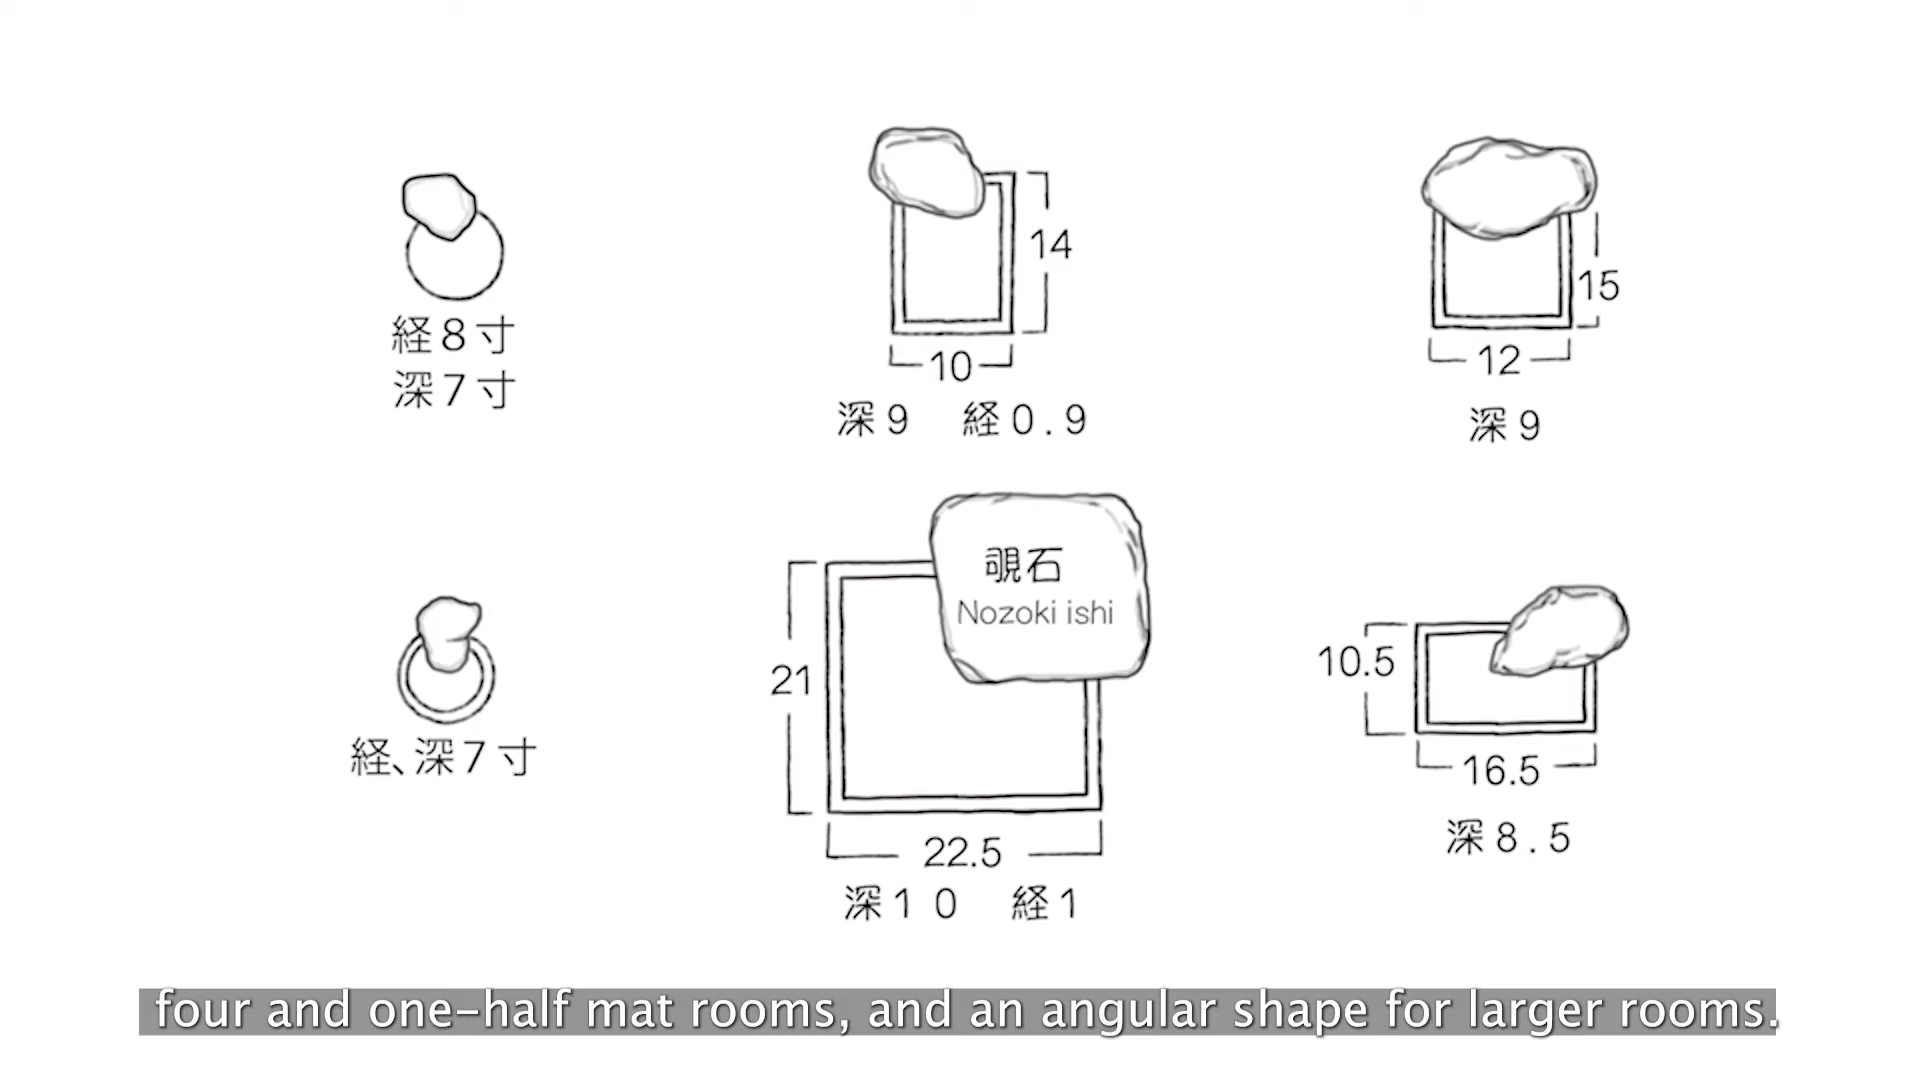 経8寸
深7寸
14
10
深9 経0.9
15
12
深9
経、深7寸
覗石
Nozoki ishi
21
22.5
深10 経1
10.5
16.5
深8.5
four and one-half mat rooms, and an angular shape for larger rooms.